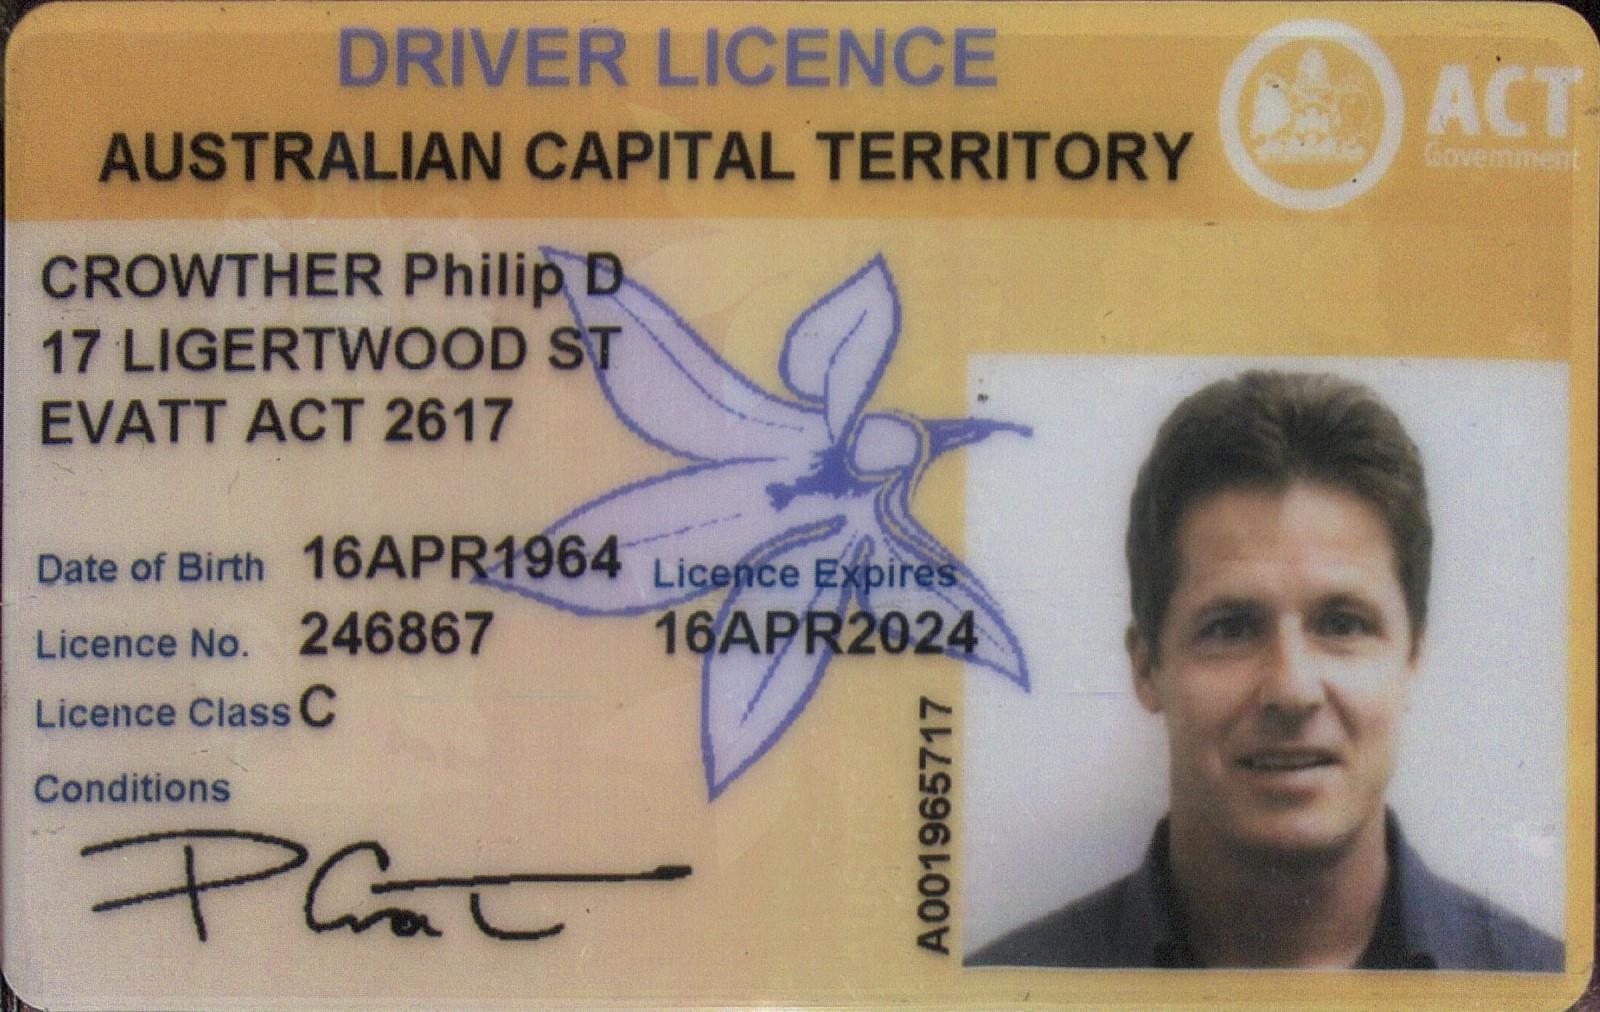 DRIVER LICENCE
AUSTRALIAN CAPITAL TERRITORY
ACT
Government
CROWTHER Philip D
17 LIGERTWOOD ST
EVATT ACT 2617
Date of Birth 16APR1964
Licence Expires
Licence No. 246867
16APR2024
Licence Class C
Conditions
A001965717